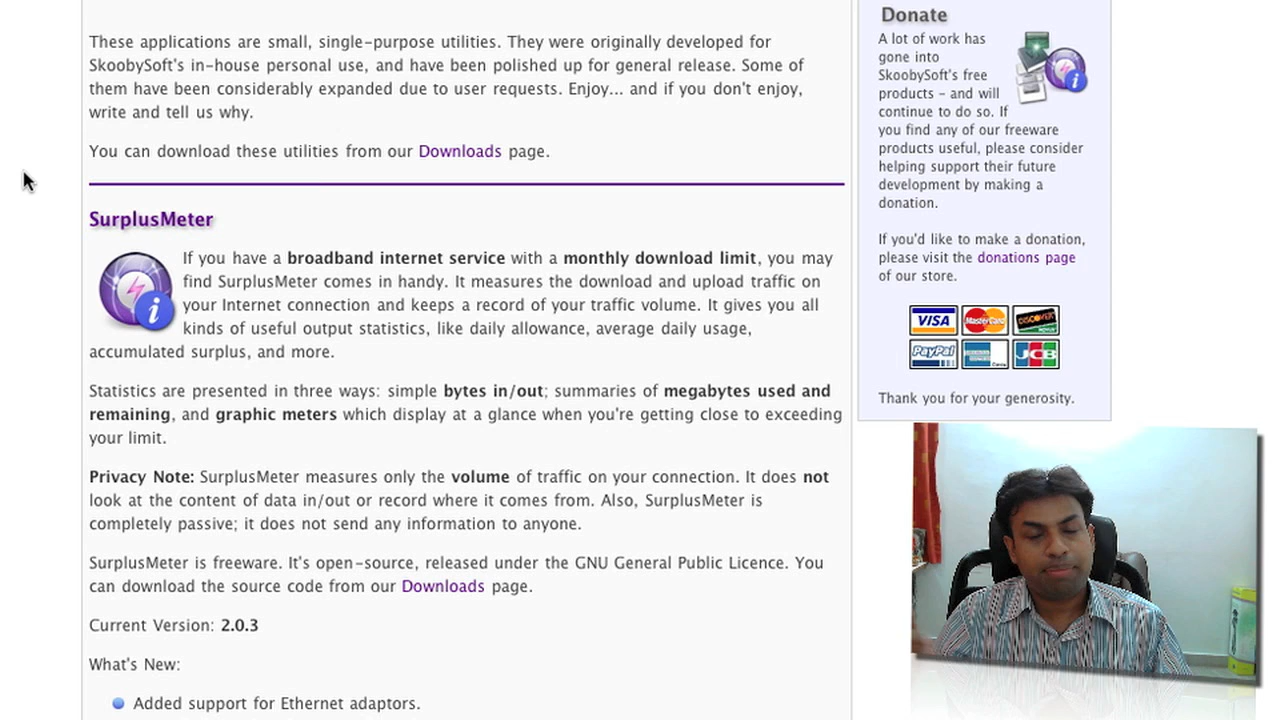 These applications are small, single-purpose utilities. They were originally developed for
SkoobySoft's in-house personal use, and have been polished up for general release. Some of
them have been considerably expanded due to user requests. Enjoy... and if you don't enjoy,
write and tell us why.
You can download these utilities from our Downloads page.
SurplusMeter
If you have a broadband internet service with a monthly download limit, you may
find SurplusMeter comes in handy. It measures the download and upload traffic on
your Internet connection and keeps a record of your traffic volume. It gives you all
kinds of useful output statistics, like daily allowance, average daily usage,
accumulated surplus, and more.
Statistics are presented in three ways: simple bytes in/out; summaries of megabytes used and
remaining, and graphic meters which display at a glance when you're getting close to exceeding
your limit.
Privacy Note: SurplusMeter measures only the volume of traffic on your connection. It does not
look at the content of data in/out or record where it comes from. Also, SurplusMeter is
completely passive; it does not send any information to anyone.
SurplusMeter is freeware. It's open-source, released under the GNU General Public Licence. You
can download the source code from our Downloads page.
Current Version: 2.0.3
What's New:
Added support for Ethernet adaptors.
Donate
A lot of work has
gone into
SkoobySoft's free
products – and will
continue to do so. If
you find any of our freeware
products useful, please consider
helping support their future
development by making a
donation.
If you'd like to make a donation,
please visit the donations page
of our store.
VISA MasterCard DISCOVER
PayPal JCB
Thank you for your generosity.